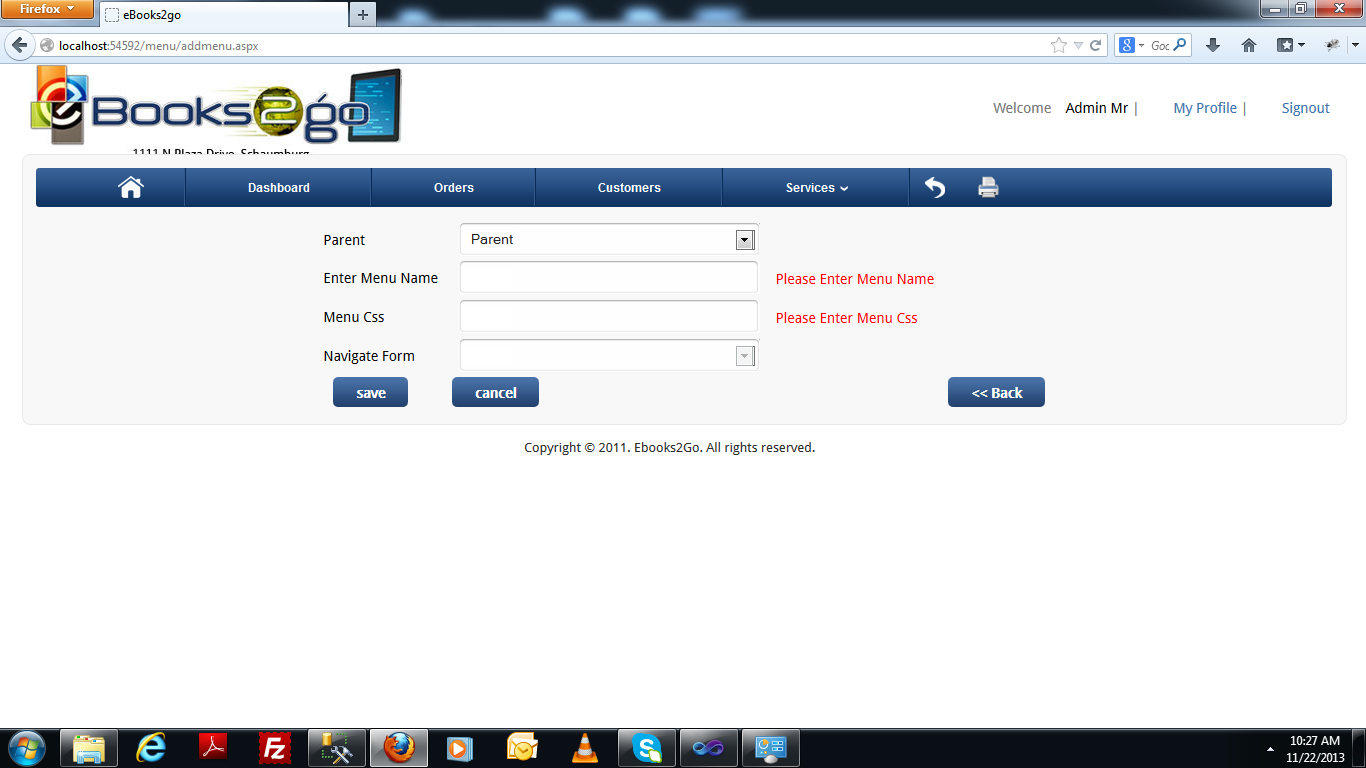 Firefox
eBooks2go
localhost:54592/menu/addmenu.aspx
Goc
eBooks2go
1111 N Plaza Drive, Schaumburg
Welcome Admin Mr | My Profile | Signout
Dashboard Orders Customers Services
Parent Parent
Enter Menu Name Please Enter Menu Name
Menu Css Please Enter Menu Css
Navigate Form
save cancel << Back
Copyright © 2011. Ebooks2Go. All rights reserved.
10:27 AM
11/22/2013